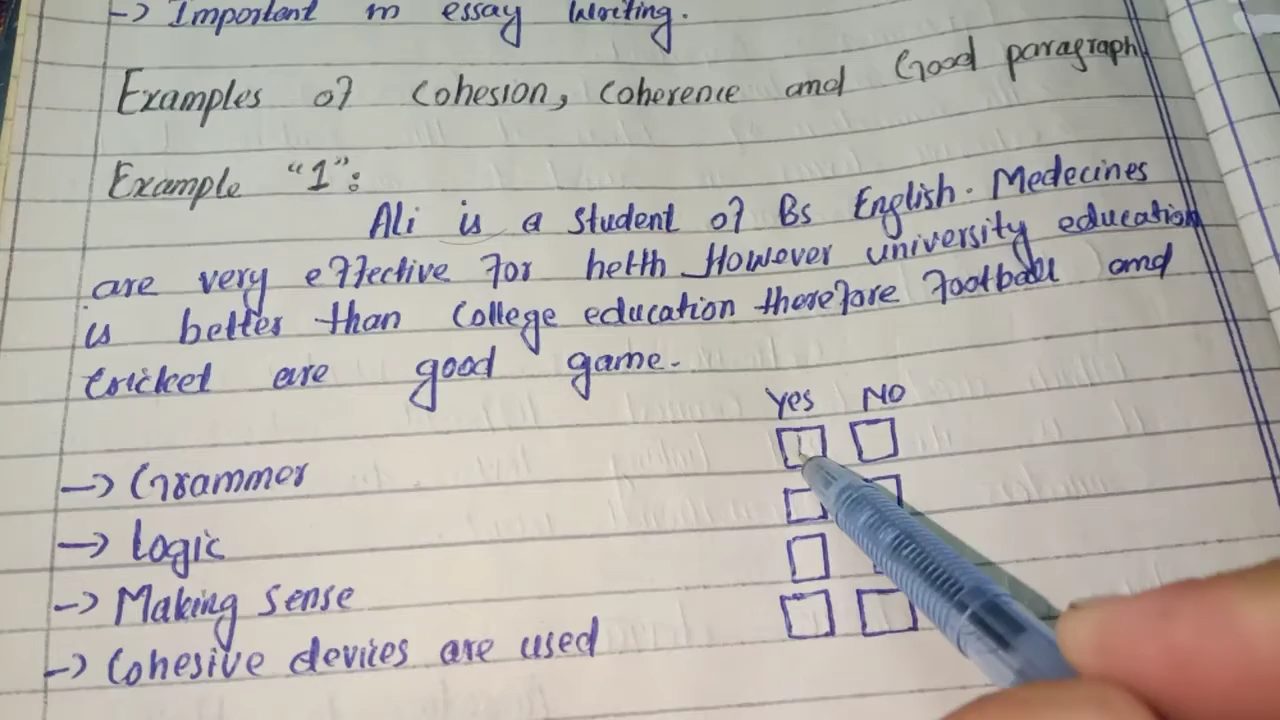 -> Important in essay writing.
Examples of Cohesion, Coherence and Good paragraph
Example "1":
Ali is a student of Bs English. Medecines
are very effective for helth However university education
is better than College education therefore football and
cricket are good game.
Yes No
-> Grammer
-> Logic
-> Making Sense
-> Cohesive devices are used